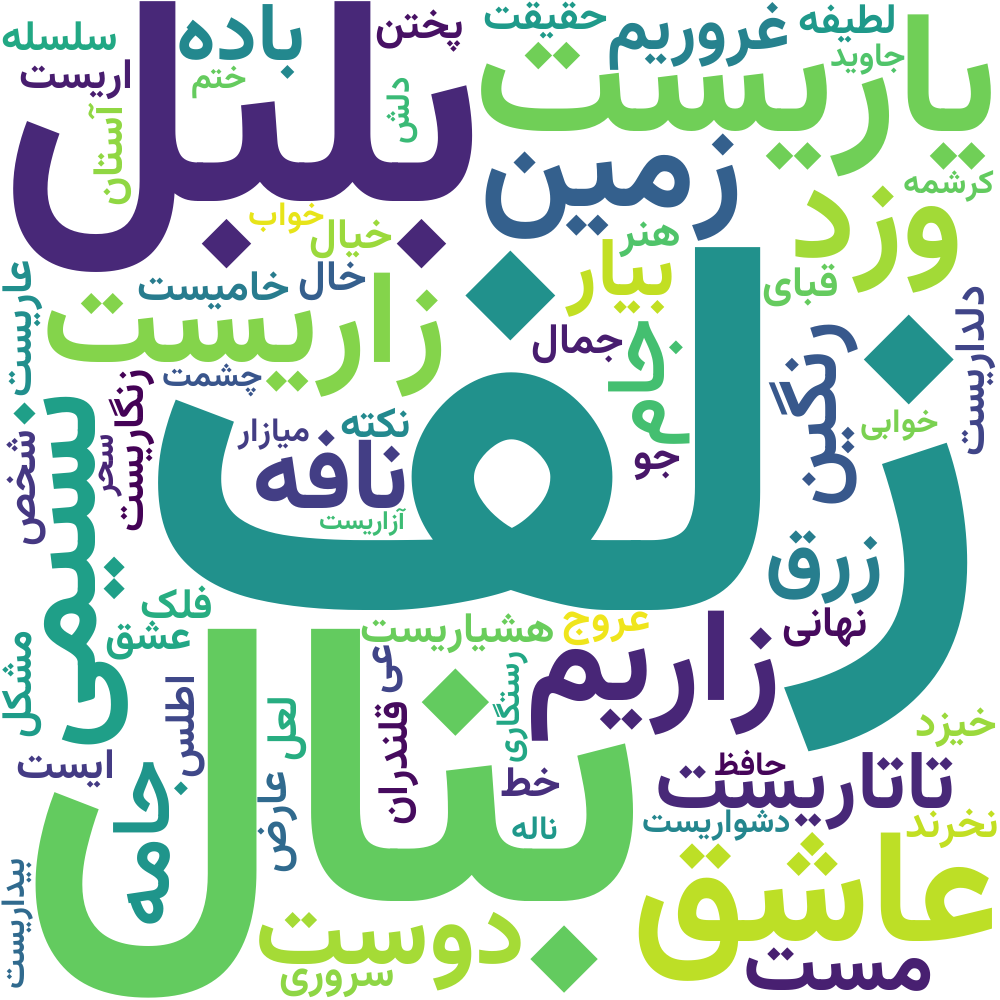 سلسله
باده
پختن
حقیقت
غروریم
لطیفه
جاوید
اریست
ختم
دلش
یاریست
بلبل
آستان
زمین
کرشمه
وزد
خواب
خیال
هنر
بیار
قبای
عاریست
خامیست
خال
زاریست
جمال
خام
رنگین
دلداریست
چشمت
زنگاریست
سحر
شخص
میازار
نکته
جو
خوابی
نافه
زلف
آزاریست
نسیمی
زرق
فلک
عشق
هشیاریست
عروج
نهانی
مشکل
زاریم
عی
قلندران
رستگاری
اطلس
لعل
خیزد
ایست
جامه
عارض
بنال
خط
حافظ
تاتاریست
ناله
دشواریست
نخرند
بیداریست
عاشق
دوست
سروری
مست